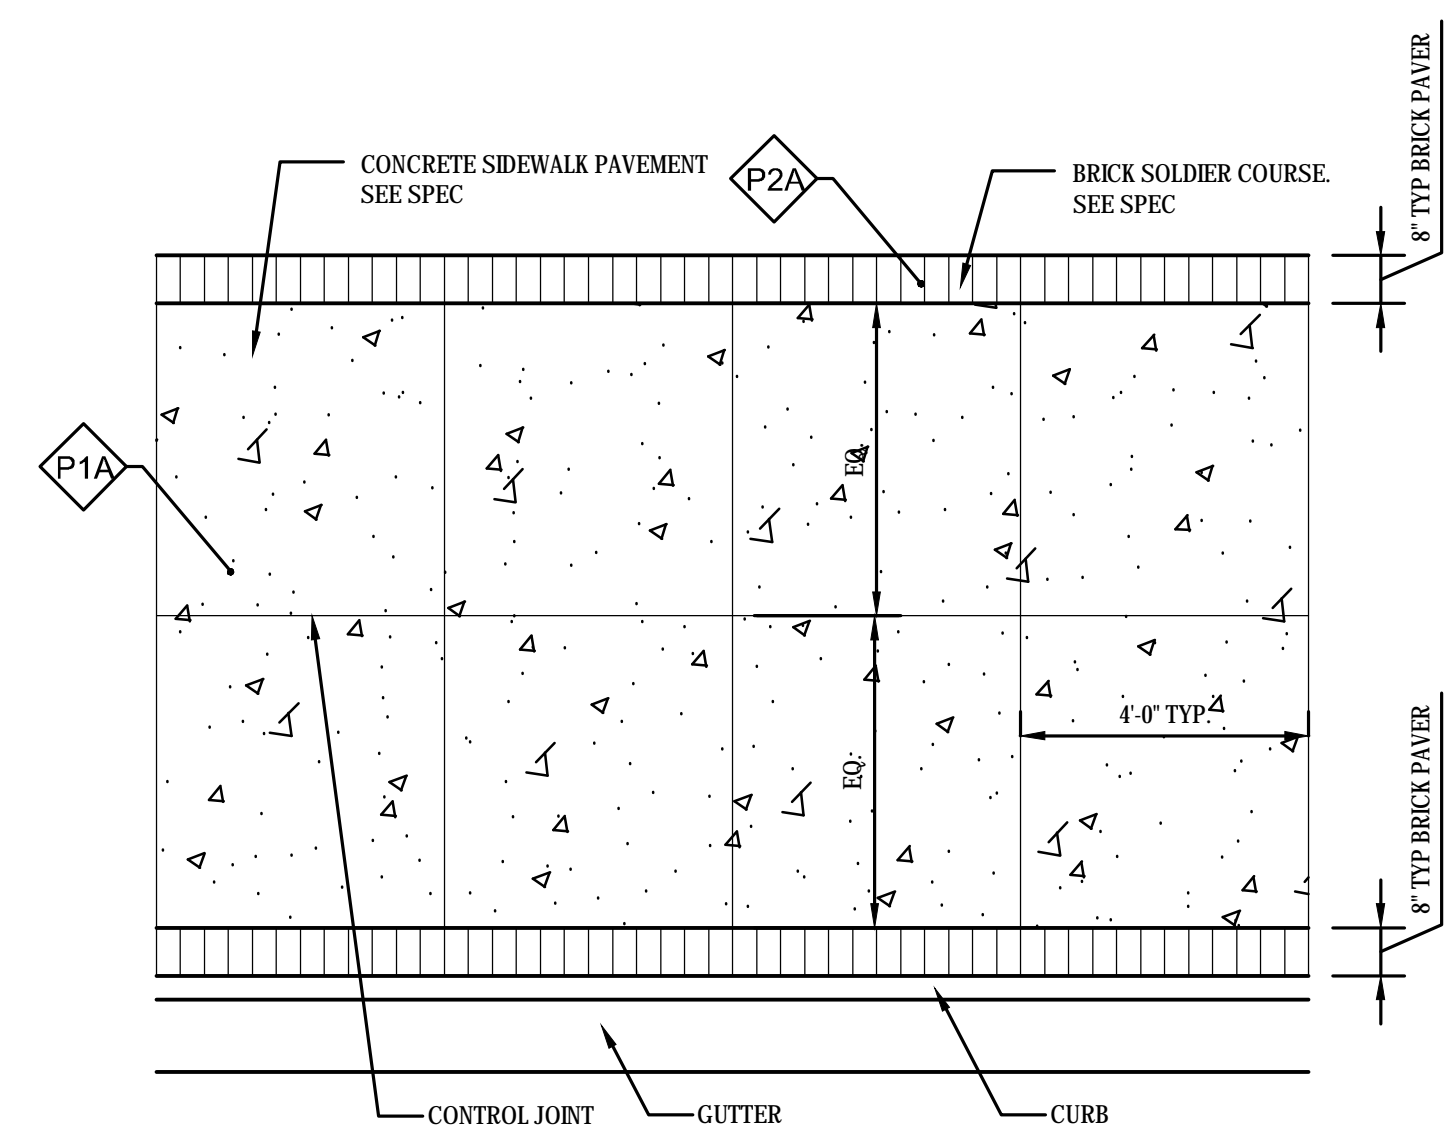 8" TYP BRICK PAVER
CONCRETE SIDEWALK PAVEMENT
SEE SPEC
P2A
BRICK SOLDIER COURSE.
SEE SPEC
P1A
EQ.
4'-0" TYP.
EQ.
8" TYP BRICK PAVER
CONTROL JOINT
GUTTER
CURB